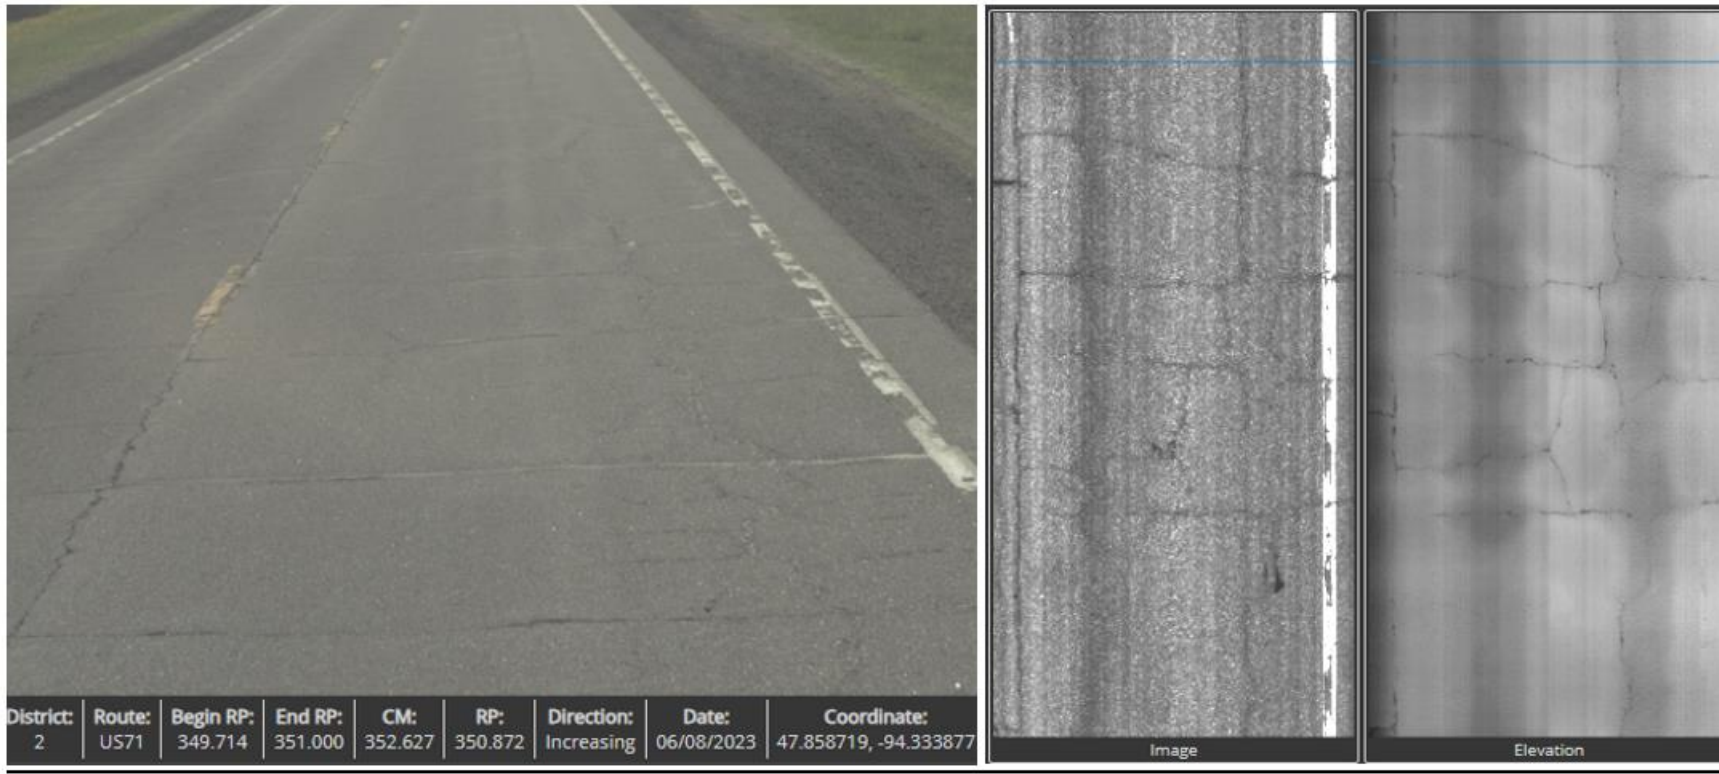 District: Route: Begin RP: End RP: CM: RP: Direction: Date: Coordinate:
2 US71 349.714 351.000 352.627 350.872 Increasing 06/08/2023 47.858719, -94.333877
Image
Elevation